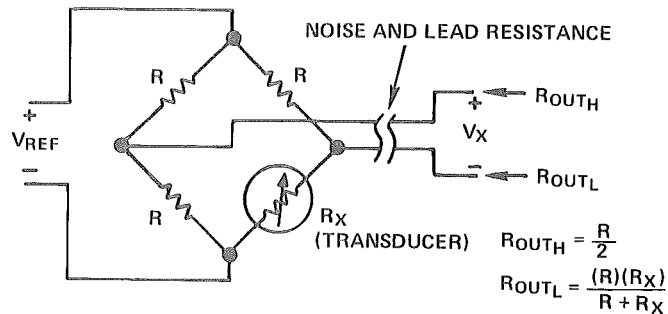 NOISE AND LEAD RESISTANCE
R
R
+
VREF
−
R
RX
(TRANSDUCER)
+
VX
−
ROUTH
ROUTL
ROUTH = R/2
ROUTL = (R)(RX)/R + RX